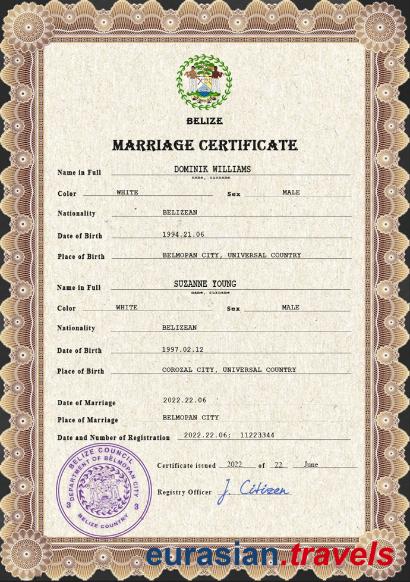 BELIZE
MARRIAGE CERTIFICATE
Name in Full DOMINIK WILLIAMS
NAME, SURNAME
Color WHITE Sex MALE
Nationality BELIZEAN
Date of Birth 1994.21.06
Place of Birth BELMOPAN CITY, UNIVERSAL COUNTRY
Name in Full SUZANNE YOUNG
NAME, SURNAME
Color WHITE Sex MALE
Nationality BELIZEAN
Date of Birth 1997.02.12
Place of Birth COROZAL CITY, UNIVERSAL COUNTRY
Date of Marriage 2022.22.06
Place of Marriage BELMOPAN CITY
Date and Number of Registration 2022.22.06; 11223344
Certificate issued 2022 of 22 June
Registry Officer J. Citizen
BELIZE COUNCIL
DEPARTMENT OF BELMOPAN CITY
BELIZE COUNTRY
eurasian.travels